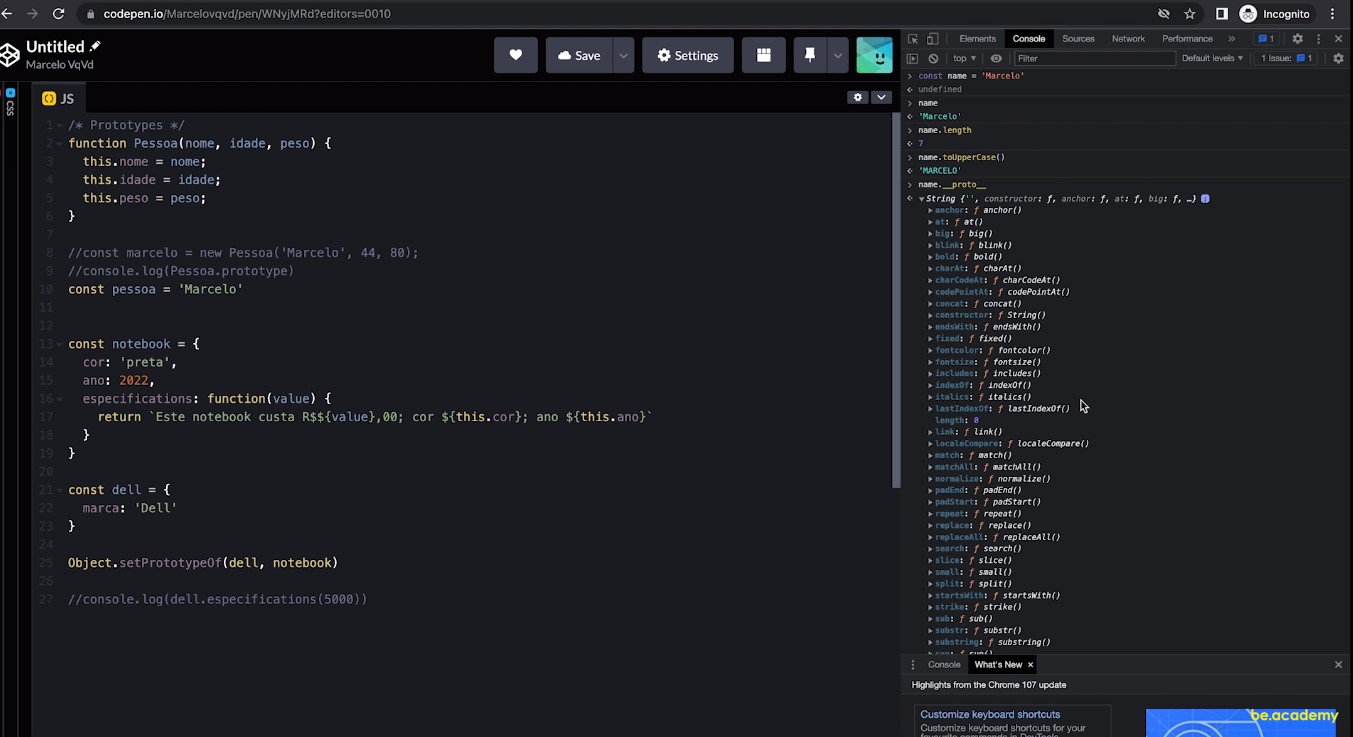 codepen.io/Marcelovqvd/pen/WNyjMRd?editors=0010
Incognito
Untitled
Marcelo VqVd
Save
Settings
CSS
JS
1 /* Prototypes */
2 function Pessoa(nome, idade, peso) {
3 this.nome = nome;
4 this.idade = idade;
5 this.peso = peso;
6 }
7
8 //const marcelo = new Pessoa('Marcelo', 44, 80);
9 //console.log(Pessoa.prototype)
10 const pessoa = 'Marcelo'
11
12
13 const notebook = {
14 cor: 'preta',
15 ano: 2022,
16 especifications: function(value) {
17 return `Este notebook custa R$${value},00; cor ${this.cor}; ano ${this.ano}`
18 }
19 }
20
21 const dell = {
22 marca: 'Dell'
23 }
24
25 Object.setPrototypeOf(dell, notebook)
26
27 //console.log(dell.especifications(5000))
Elements Console Sources Network Performance » 1
top Filter Default levels 1 Issue: 1
> const name = 'Marcelo'
undefined
> name
'Marcelo'
> name.length
7
> name.toUpperCase()
'MARCELO'
> name.__proto__
String {'', constructor: ƒ, anchor: ƒ, at: ƒ, big: ƒ, …}
anchor: ƒ anchor()
at: ƒ at()
big: ƒ big()
blink: ƒ blink()
bold: ƒ bold()
charAt: ƒ charAt()
charCodeAt: ƒ charCodeAt()
codePointAt: ƒ codePointAt()
concat: ƒ concat()
constructor: ƒ String()
endsWith: ƒ endsWith()
fixed: ƒ fixed()
fontcolor: ƒ fontcolor()
fontsize: ƒ fontsize()
includes: ƒ includes()
indexOf: ƒ indexOf()
italics: ƒ italics()
lastIndexOf: ƒ lastIndexOf()
length: 0
link: ƒ link()
localeCompare: ƒ localeCompare()
match: ƒ match()
matchAll: ƒ matchAll()
normalize: ƒ normalize()
padEnd: ƒ padEnd()
padStart: ƒ padStart()
repeat: ƒ repeat()
replace: ƒ replace()
replaceAll: ƒ replaceAll()
search: ƒ search()
slice: ƒ slice()
small: ƒ small()
split: ƒ split()
startsWith: ƒ startsWith()
strike: ƒ strike()
sub: ƒ sub()
substr: ƒ substr()
substring: ƒ substring()
Console What's New ×
Highlights from the Chrome 107 update
Customize keyboard shortcuts
Customize keyboard shortcuts for your
be.academy